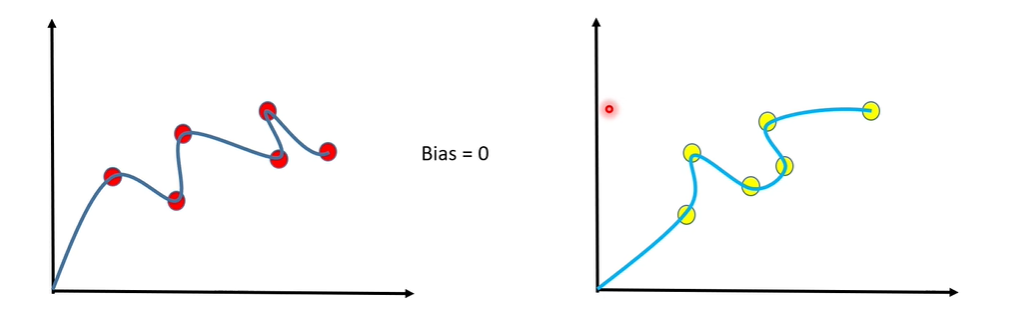 Bias = 0